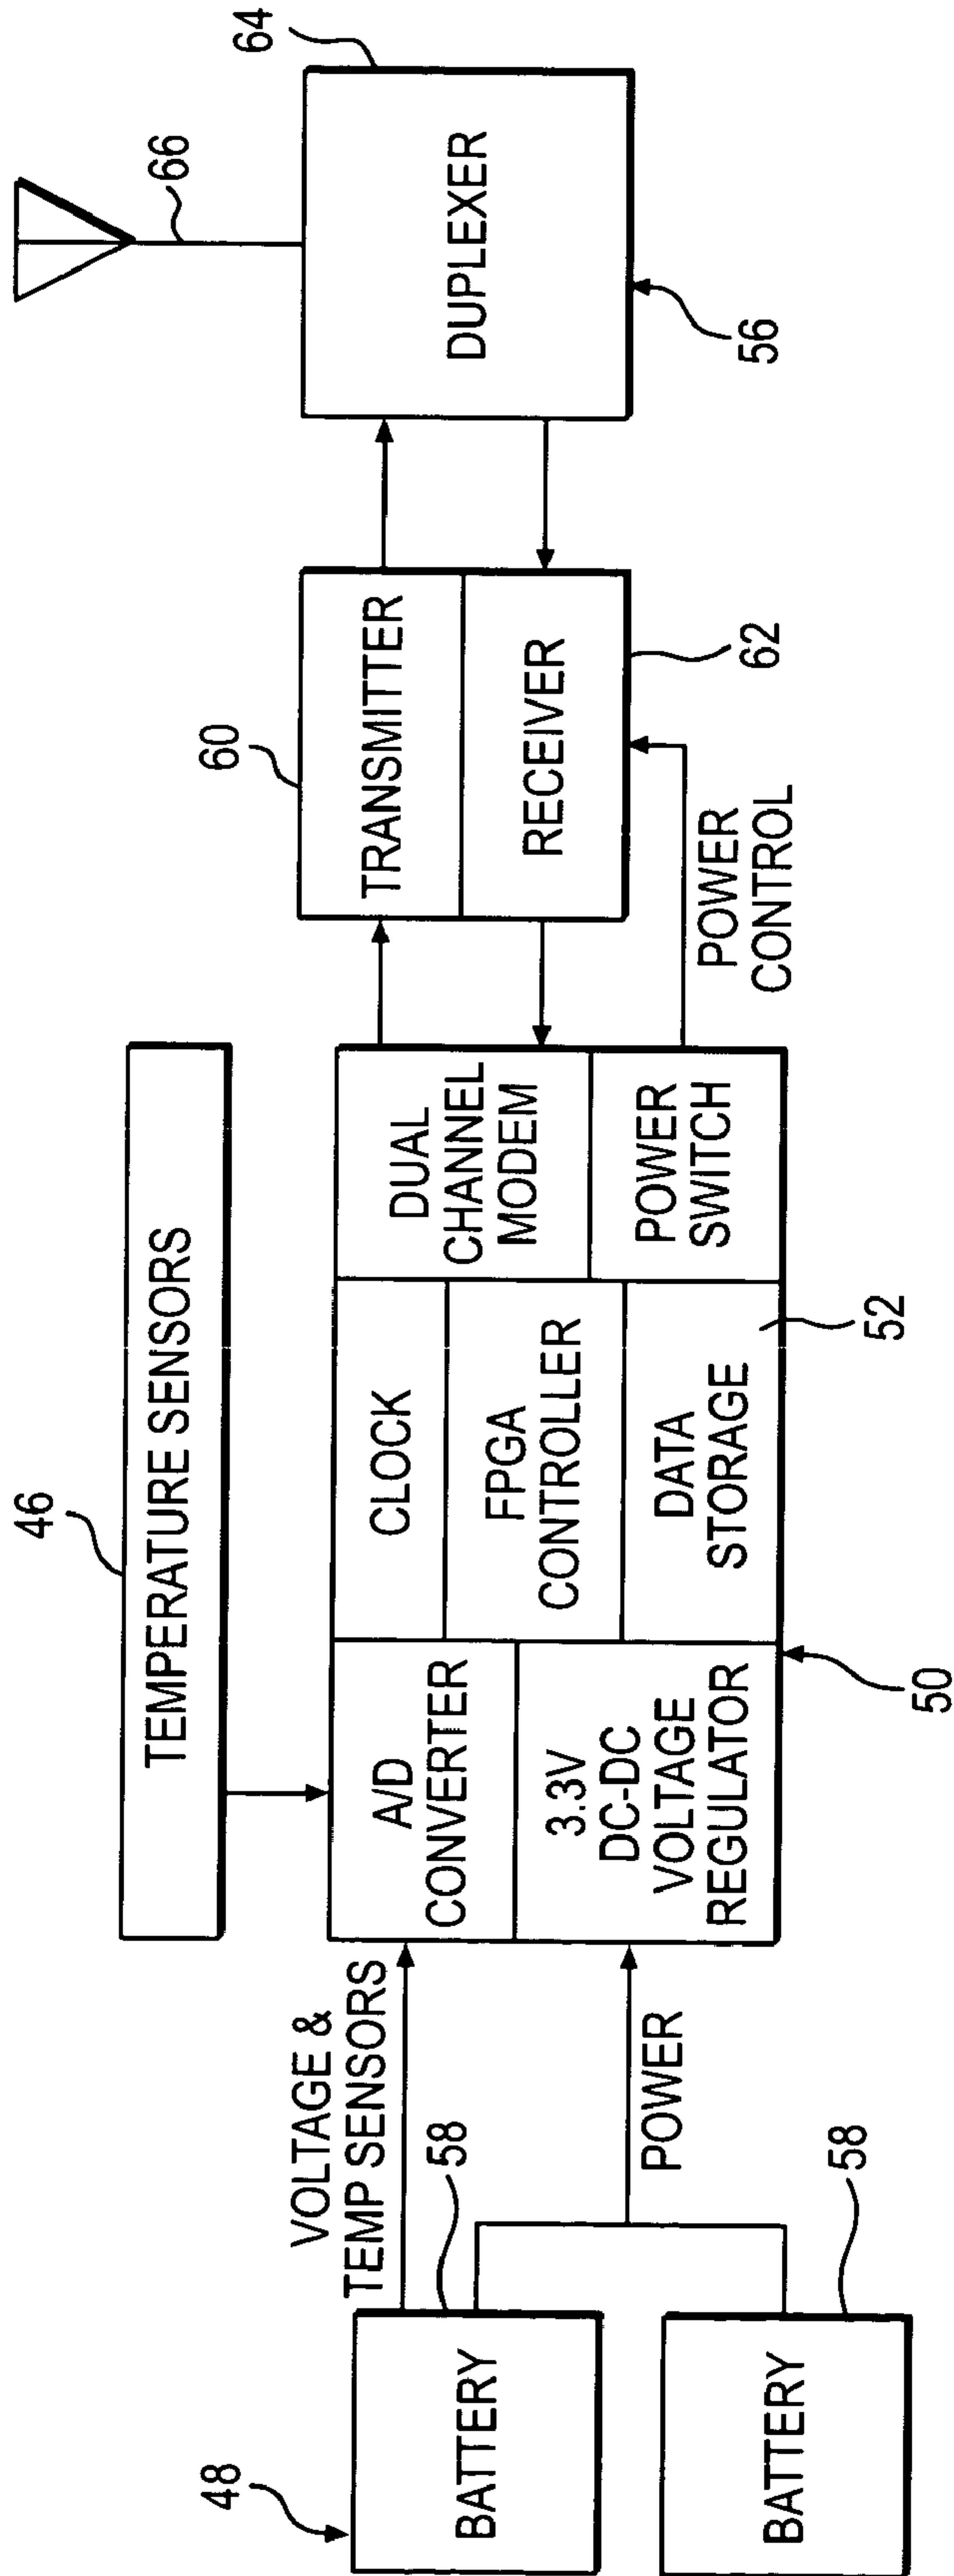 46
TEMPERATURE SENSORS
66
64
DUPLEXER
56
60
TRANSMITTER
RECEIVER
62
POWER
CONTROL
VOLTAGE &
TEMP SENSORS
A/D
CONVERTER
3.3V
DC-DC
VOLTAGE
REGULATOR
CLOCK
FPGA
CONTROLLER
DATA
STORAGE
52
DUAL
CHANNEL
MODEM
POWER
SWITCH
50
48
BATTERY
58
POWER
BATTERY
58